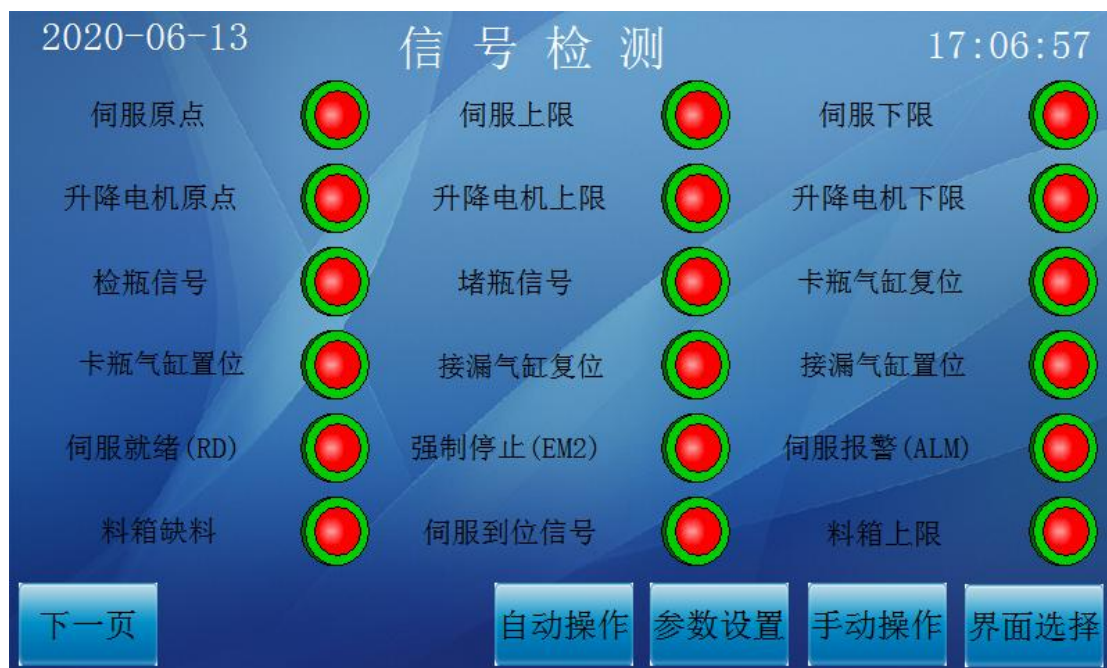 2020-06-13 信号检测 17:06:57
伺服原点 伺服上限 伺服下限
升降电机原点 升降电机上限 升降电机下限
检瓶信号 堵瓶信号 卡瓶气缸复位
卡瓶气缸置位 接漏气缸复位 接漏气缸置位
伺服就绪(RD) 强制停止(EM2) 伺服报警(ALM)
料箱缺料 伺服到位信号 料箱上限
下一页 自动操作 参数设置 手动操作 界面选择